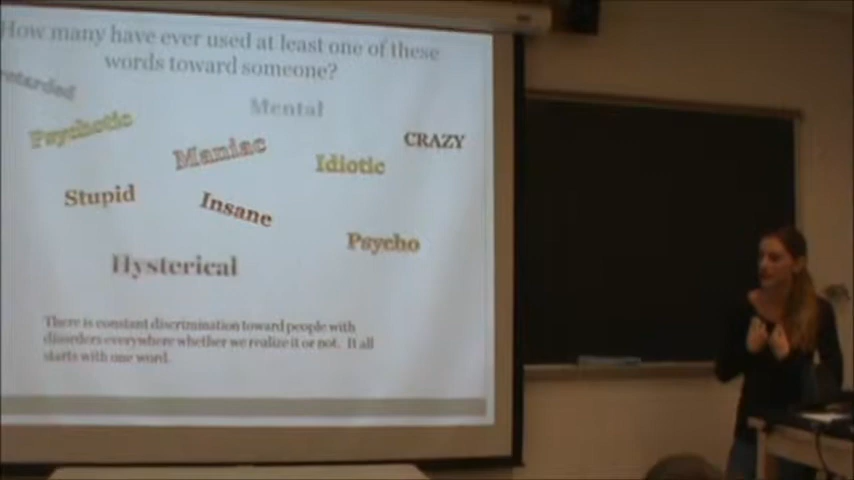 How many have ever used at least one of these
words toward someone?
retarded
Mental
Psychotic
CRAZY
Maniac
Idiotic
Stupid
Insane
Psycho
Hysterical
There is constant discrimination toward people with
disorders everywhere whether we realize it or not. It all
starts with one word.